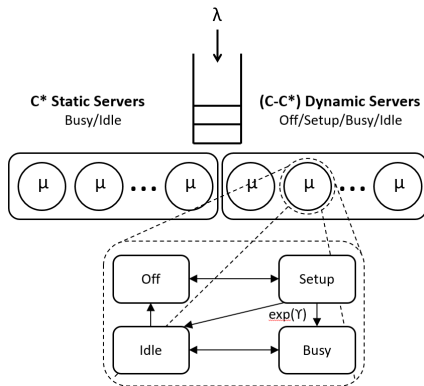 λ
C* Static Servers
Busy/Idle
(C-C*) Dynamic Servers
Off/Setup/Busy/Idle
μ μ ... μ μ μ ... μ
Off
Setup
exp(ϒ)
Idle
Busy